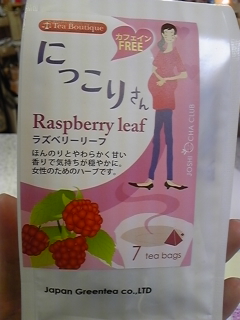 Tea Boutique
カフェイン
FREE
にっこりさん
Raspberry leaf
ラズベリーリーフ
ほんのりとやわらかく甘い
香りで気持ちが穏やかに。
女性のためのハーブです。
JOSHI OCHA CLUB
7 tea bags
Japan Greentea co.,LTD